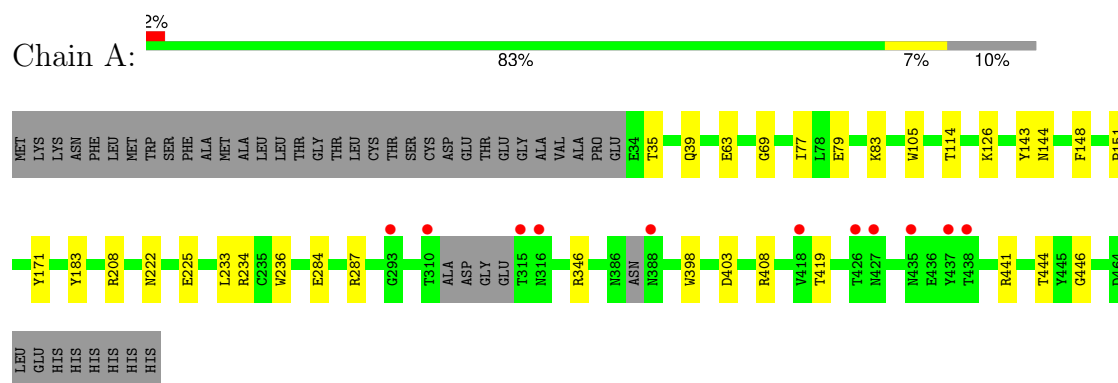 2%
Chain A:
83% 7% 10%
MET LYS LYS ASN PHE LEU MET TRP SER PHE ALA MET ALA LEU LEU THR GLY THR LEU CYS THR SER CYS ASP GLU THR GLU GLY ALA VAL ALA PRO GLU E34 T35 Q39 E63 G69 I77 L78 E79 K83 W105 T114 K126 Y143 N144 F148
Y171 Y183 R208 N222 E225 L233 R234 C235 W236 E284 R287 G293 T310 ALA ASP GLY GLU T315 N316 R346 N386 ASN N388 W398 D403 R408 V418 T419 T426 N427 N435 E436 Y437 T438 R441 T444 Y445 G446
LEU GLU HIS HIS HIS HIS HIS HIS